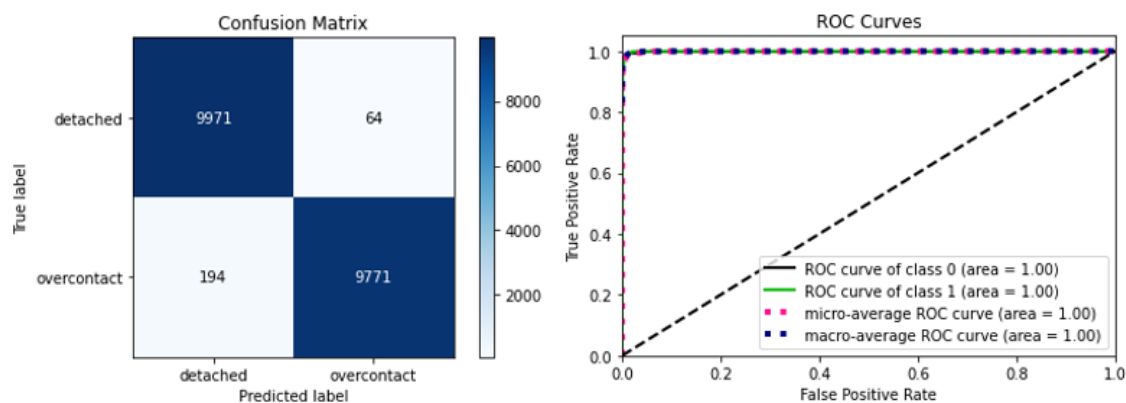 Confusion Matrix
True label
detached
overcontact
9971
64
194
9771
detached
overcontact
Predicted label
8000
6000
4000
2000
ROC Curves
True Positive Rate
1.0
0.8
0.6
0.4
0.2
0.0
ROC curve of class 0 (area = 1.00)
ROC curve of class 1 (area = 1.00)
micro-average ROC curve (area = 1.00)
macro-average ROC curve (area = 1.00)
0.0
0.2
0.4
0.6
0.8
1.0
False Positive Rate